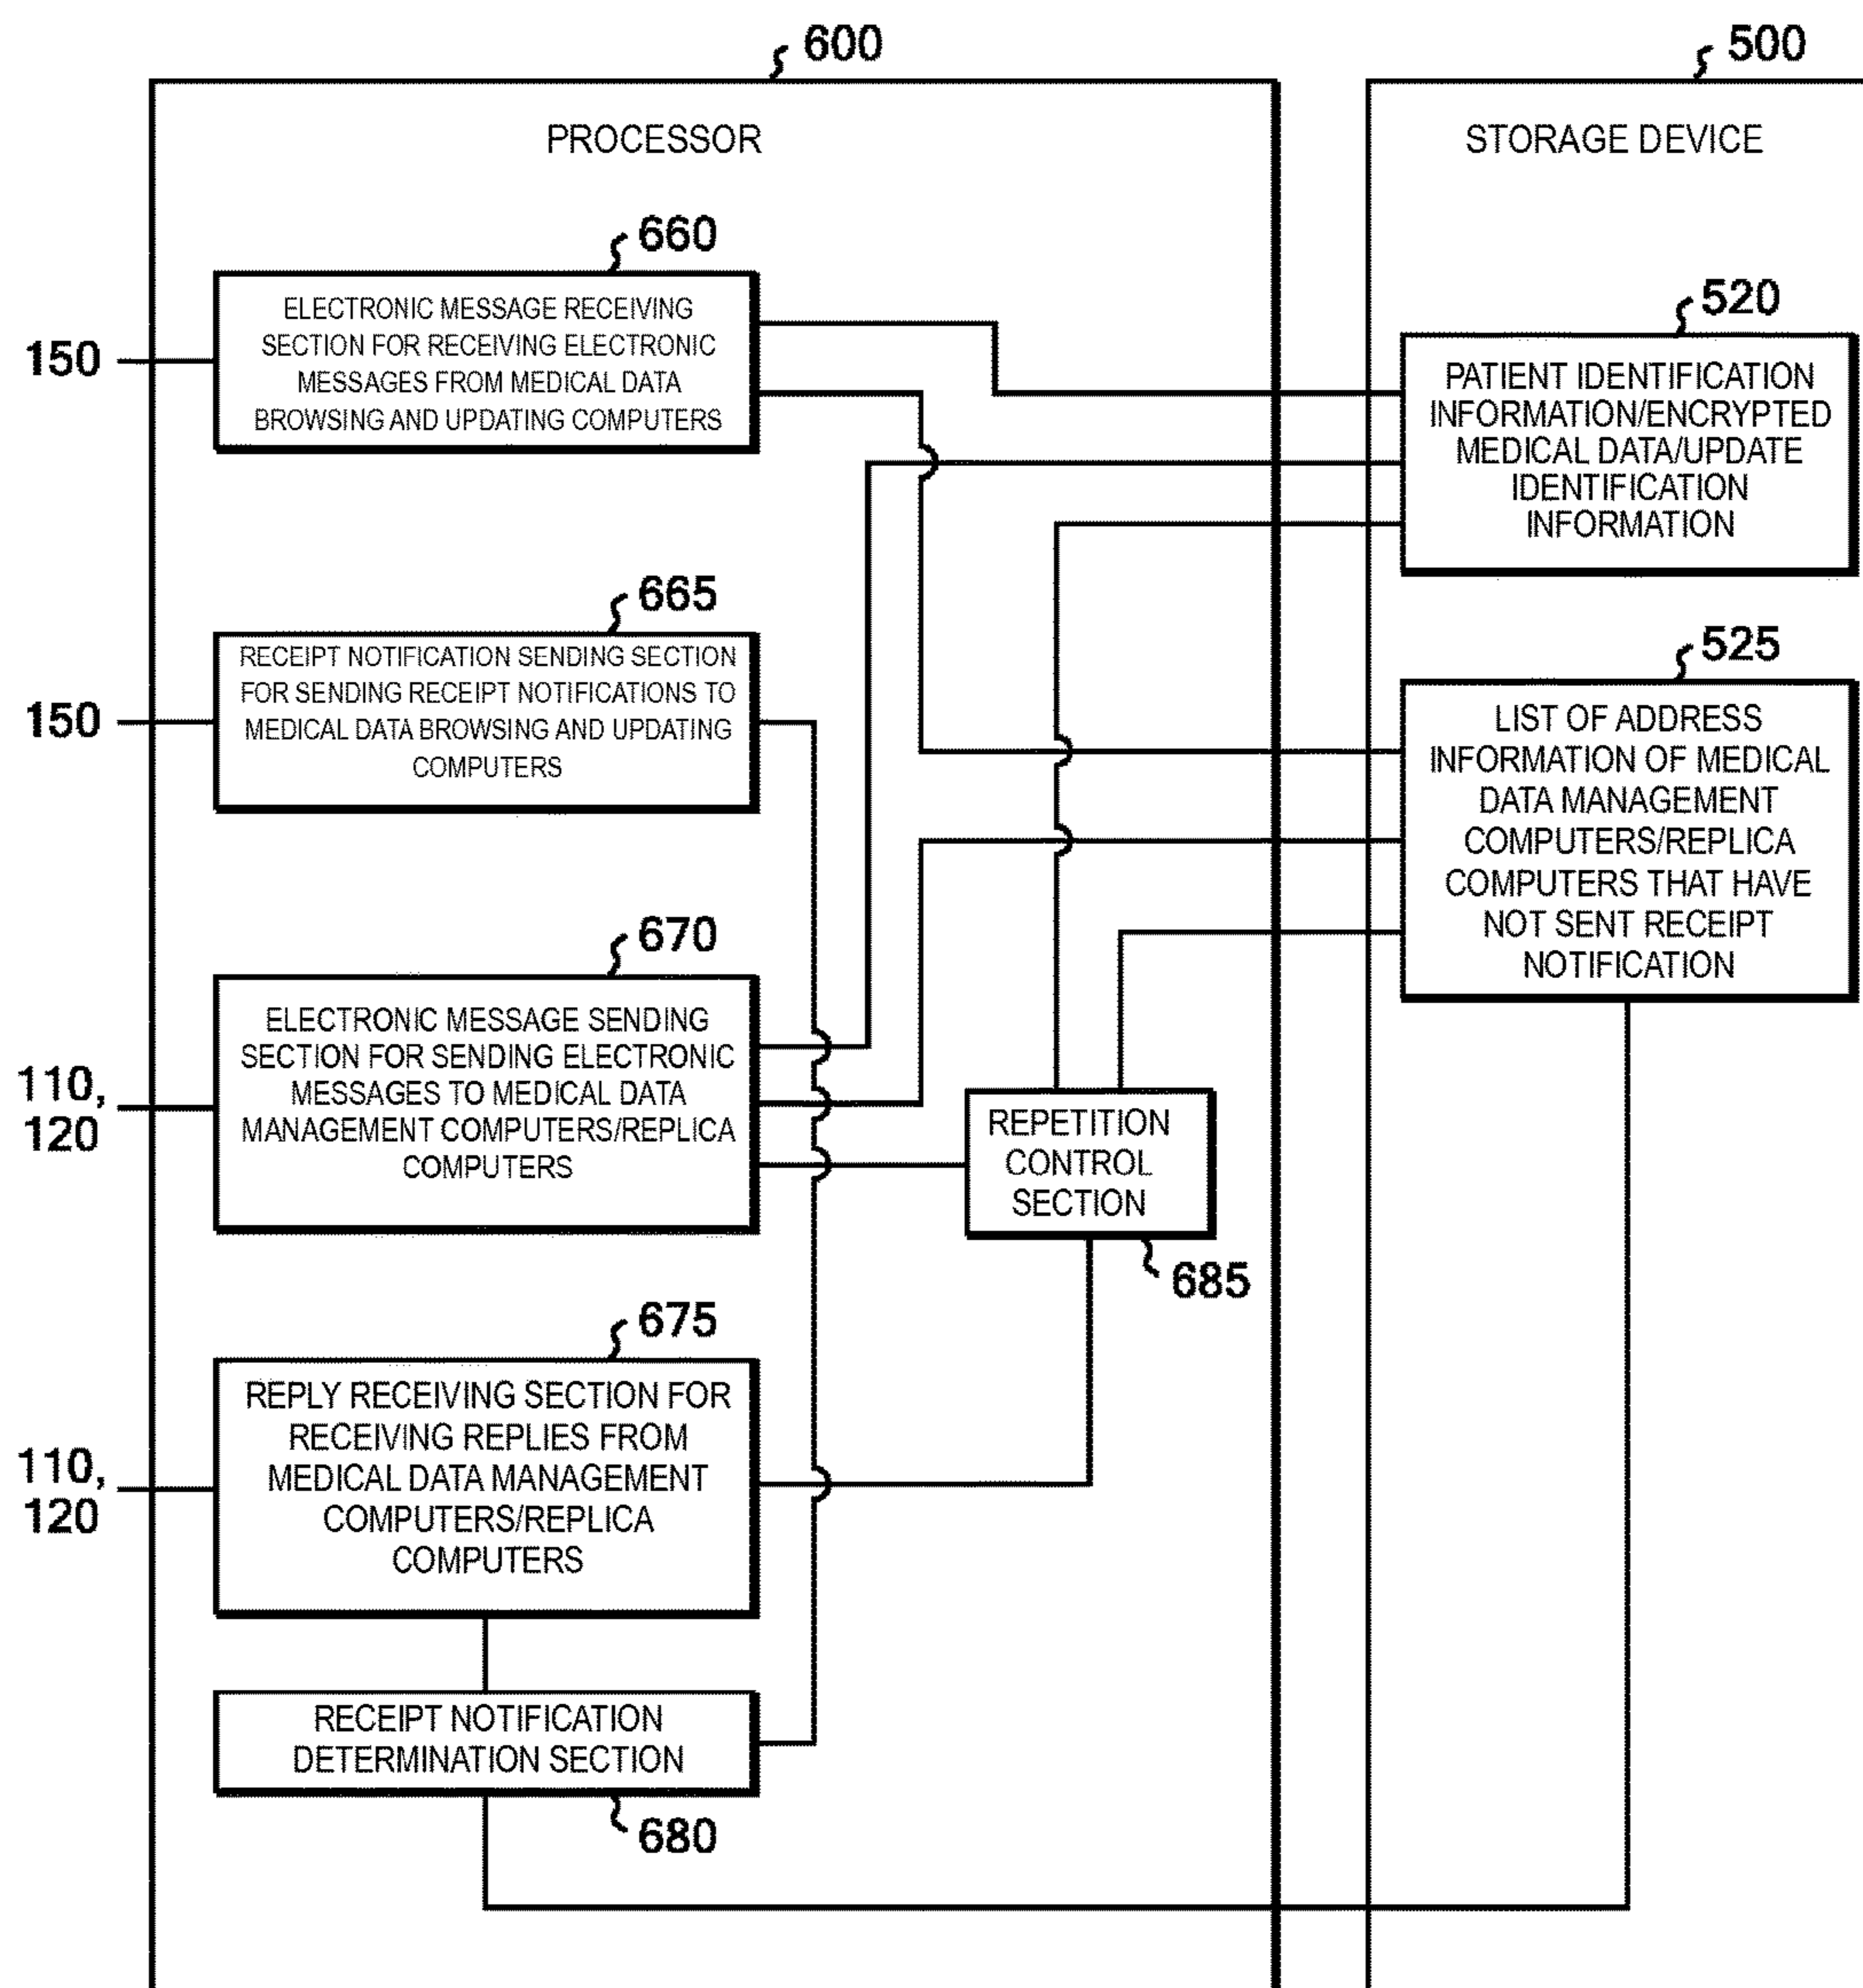 600
500
PROCESSOR
STORAGE DEVICE
660
150
ELECTRONIC MESSAGE RECEIVING
SECTION FOR RECEIVING ELECTRONIC
MESSAGES FROM MEDICAL DATA
BROWSING AND UPDATING COMPUTERS
520
PATIENT IDENTIFICATION
INFORMATION/ENCRYPTED
MEDICAL DATA/UPDATE
IDENTIFICATION
INFORMATION
665
150
RECEIPT NOTIFICATION SENDING SECTION
FOR SENDING RECEIPT NOTIFICATIONS TO
MEDICAL DATA BROWSING AND UPDATING
COMPUTERS
525
LIST OF ADDRESS
INFORMATION OF MEDICAL
DATA MANAGEMENT
COMPUTERS/REPLICA
COMPUTERS THAT HAVE
NOT SENT RECEIPT
NOTIFICATION
670
110,
120
ELECTRONIC MESSAGE SENDING
SECTION FOR SENDING ELECTRONIC
MESSAGES TO MEDICAL DATA
MANAGEMENT COMPUTERS/REPLICA
COMPUTERS
REPETITION
CONTROL
SECTION
685
675
110,
120
REPLY RECEIVING SECTION FOR
RECEIVING REPLIES FROM
MEDICAL DATA MANAGEMENT
COMPUTERS/REPLICA
COMPUTERS
RECEIPT NOTIFICATION
DETERMINATION SECTION
680